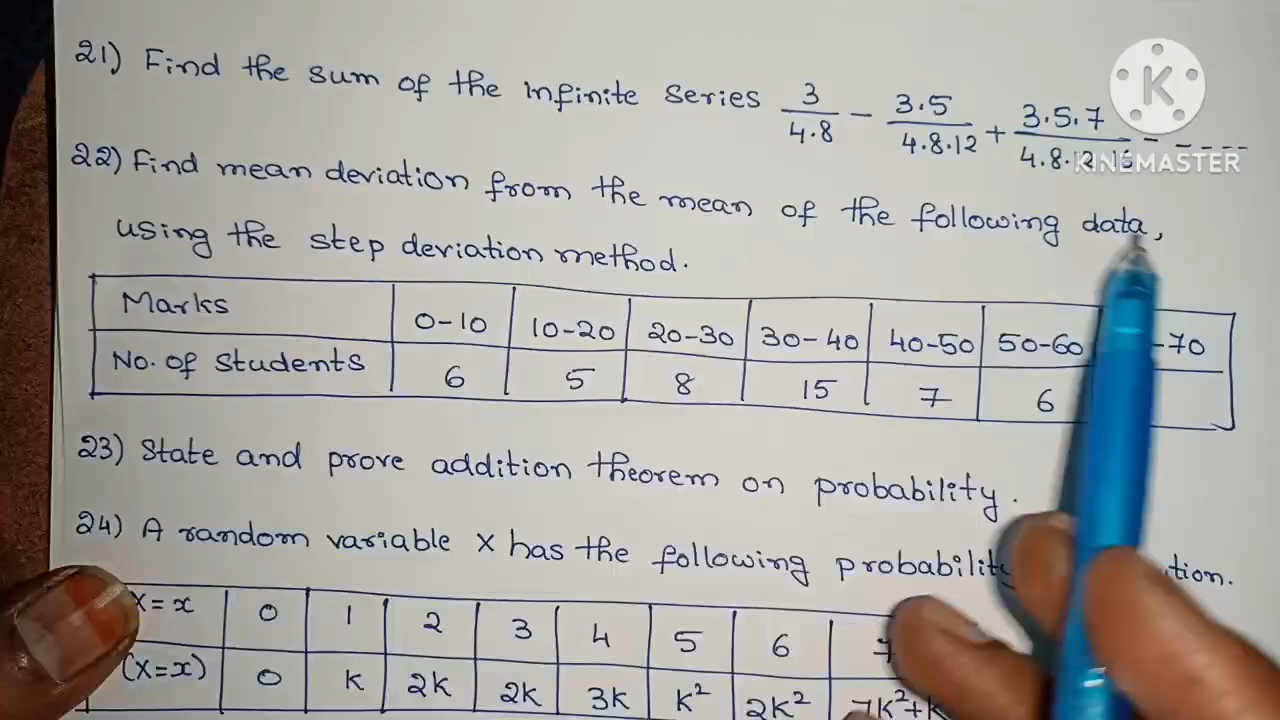 21) Find the sum of the infinite series 3/4.8 - 3.5/4.8.12 + 3.5.7/4.8.12. - - - - -
K
KINEMASTER
22) Find mean deviation from the mean of the following data,
using the step deviation method.
Marks 0-10 10-20 20-30 30-40 40-50 50-60 -70
No. of Students 6 5 8 15 7 6
23) State and prove addition theorem on probability.
24) A random variable X has the following
X=x 0 1 2 3 4 5 6
(X=x) 0 K 2K 2K 3K K² 2K² 7K²+K